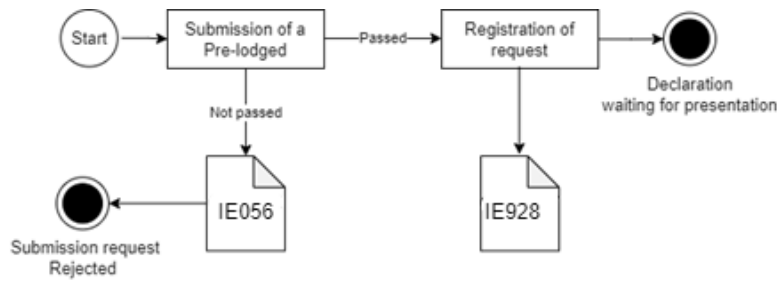 Start
Submission of a
Pre-lodged
Passed
Registration of
request
Declaration
waiting for presentation
Not passed
IE056
IE928
Submission request
Rejected